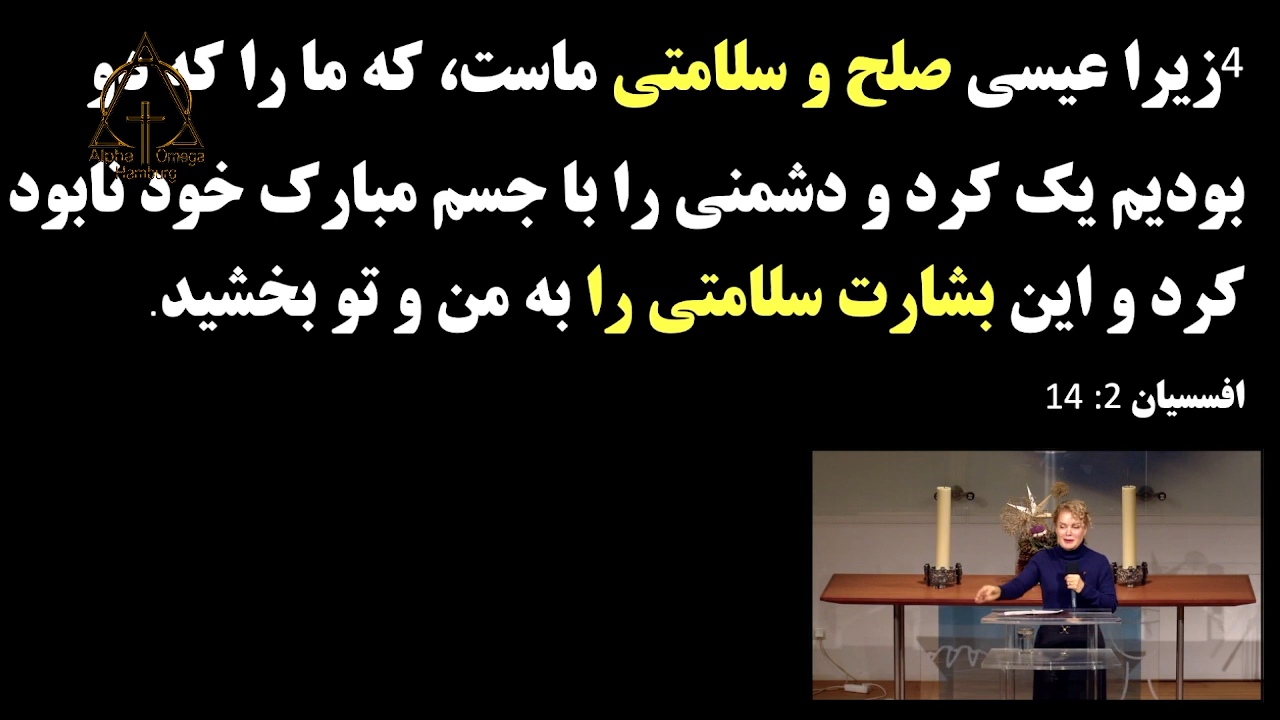 4زیرا عیسی صلح و سلامتی ماست، که ما را که دو
بودیم یک کرد و دشمنی را با جسم مبارک خود نابود
کرد و این بشارت سلامتی را به من و تو بخشید.
افسسیان 2: 14
Alpha Omega
Hamburg